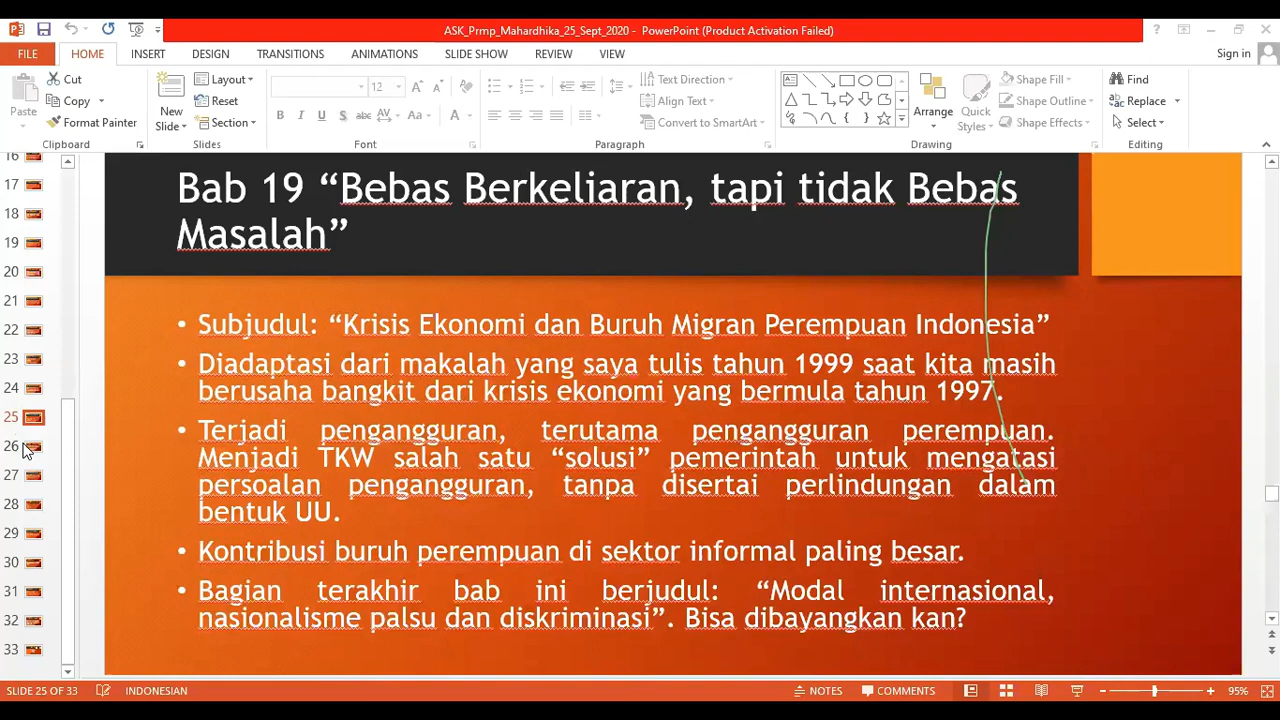 ASK_Prmp_Mahardhika_25_Sept_2020 - PowerPoint (Product Activation Failed)
FILE HOME INSERT DESIGN TRANSITIONS ANIMATIONS SLIDE SHOW REVIEW VIEW Sign in
Paste
Cut
Copy
Format Painter
Clipboard
New Slide
Layout
Reset
Section
Slides
12
B I U S abc AV Aa A
Font
Text Direction
Align Text
Convert to SmartArt
Paragraph
Arrange
Quick Styles
Shape Fill
Shape Outline
Shape Effects
Drawing
Find
Replace
Select
Editing
16
17
18
19
20
21
22
23
24
25
26
27
28
29
30
31
32
33
Bab 19 “Bebas Berkeliaran, tapi tidak Bebas
Masalah”
• Subjudul: “Krisis Ekonomi dan Buruh Migran Perempuan Indonesia”
• Diadaptasi dari makalah yang saya tulis tahun 1999 saat kita masih
berusaha bangkit dari krisis ekonomi yang bermula tahun 1997.
• Terjadi pengangguran, terutama pengangguran perempuan.
Menjadi TKW salah satu “solusi” pemerintah untuk mengatasi
persoalan pengangguran, tanpa disertai perlindungan dalam
bentuk UU.
• Kontribusi buruh perempuan di sektor informal paling besar.
• Bagian terakhir bab ini berjudul: “Modal internasional,
nasionalisme palsu dan diskriminasi”. Bisa dibayangkan kan?
SLIDE 25 OF 33 INDONESIAN NOTES COMMENTS 95%